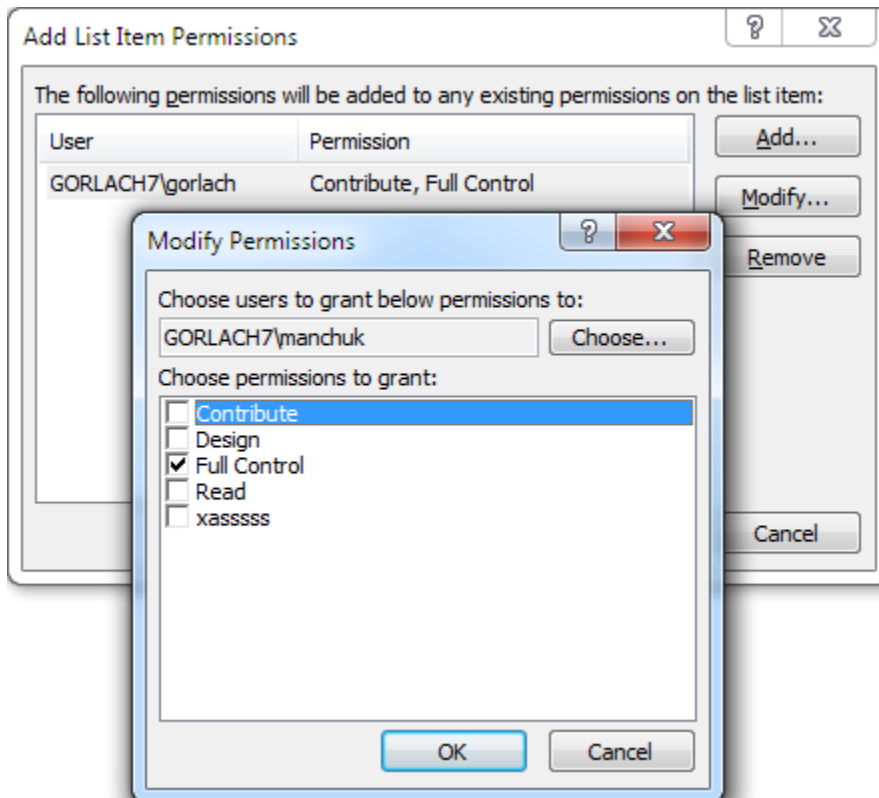 Add List Item Permissions
The following permissions will be added to any existing permissions on the list item:
User Permission
GORLACH7\gorlach Contribute, Full Control
Add...
Modify...
Remove
Cancel
Modify Permissions
Choose users to grant below permissions to:
GORLACH7\manchuk Choose...
Choose permissions to grant:
Contribute
Design
Full Control
Read
xasssss
OK Cancel